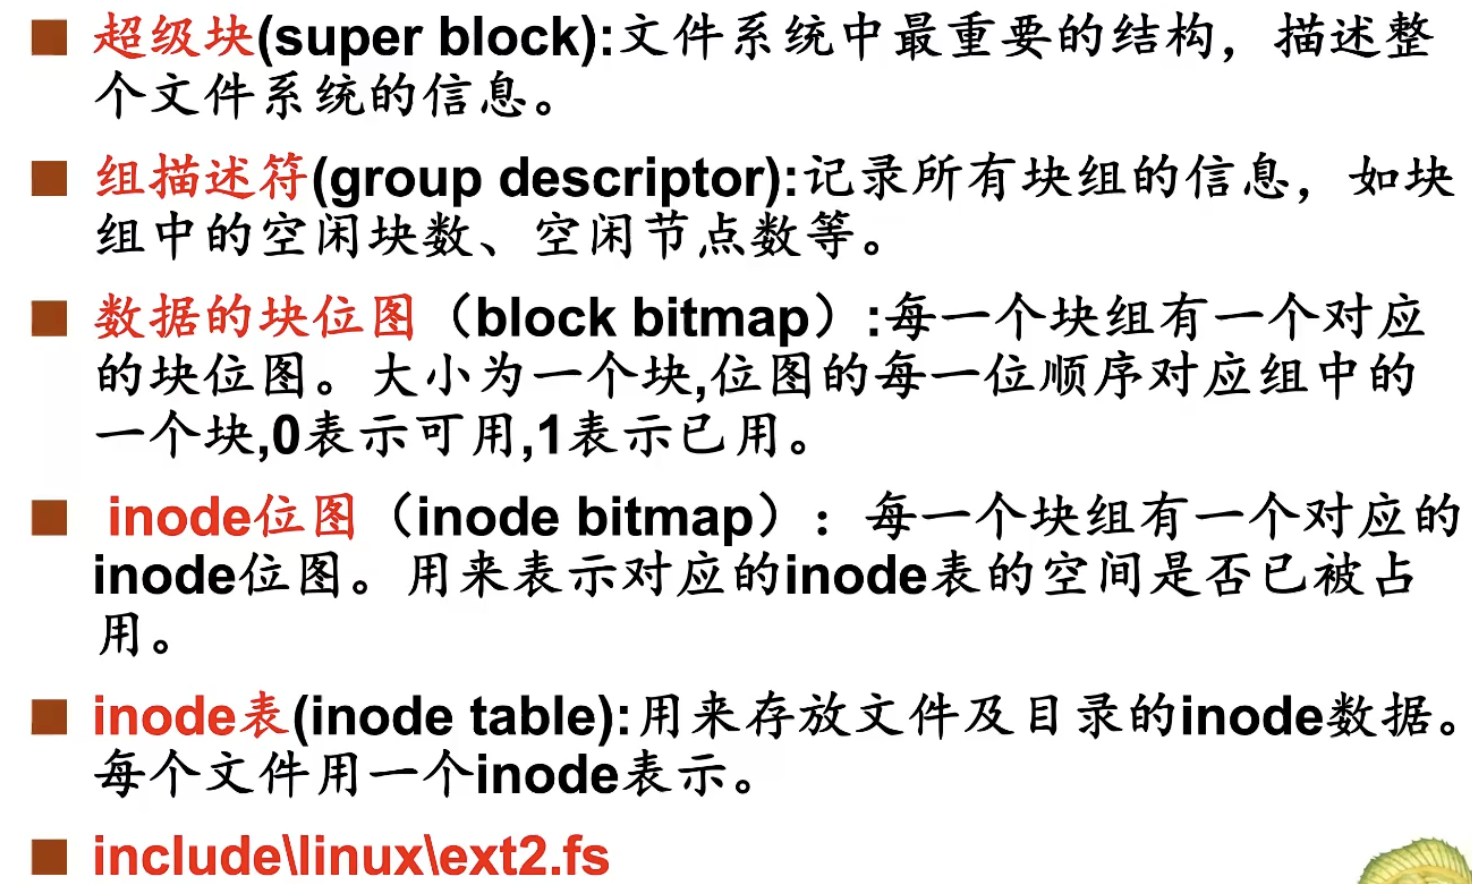 超级块(super block):文件系统中最重要的结构，描述整
个文件系统的信息。
组描述符(group descriptor):记录所有块组的信息，如块
组中的空闲块数、空闲节点数等。
数据的块位图（block bitmap）:每一个块组有一个对应
的块位图。大小为一个块,位图的每一位顺序对应组中的
一个块,0表示可用,1表示已用。
inode位图（inode bitmap）：每一个块组有一个对应的
inode位图。用来表示对应的inode表的空间是否已被占
用。
inode表(inode table):用来存放文件及目录的inode数据。
每个文件用一个inode表示。
include\linux\ext2.fs